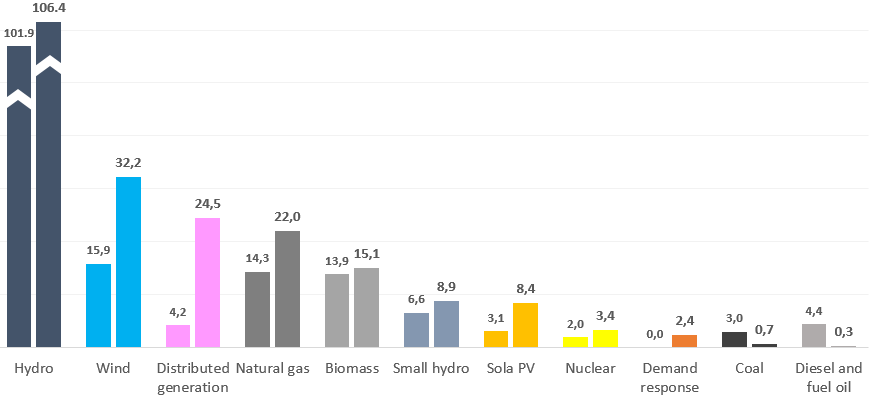 101.9 106.4
15,9 32,2
4,2 24,5
14,3 22,0
13,9 15,1
6,6 8,9
3,1 8,4
2,0 3,4
0,0 2,4
3,0 0,7
4,4 0,3
Hydro
Wind
Distributed
generation
Natural gas
Biomass
Small hydro
Sola PV
Nuclear
Demand
response
Coal
Diesel and
fuel oil